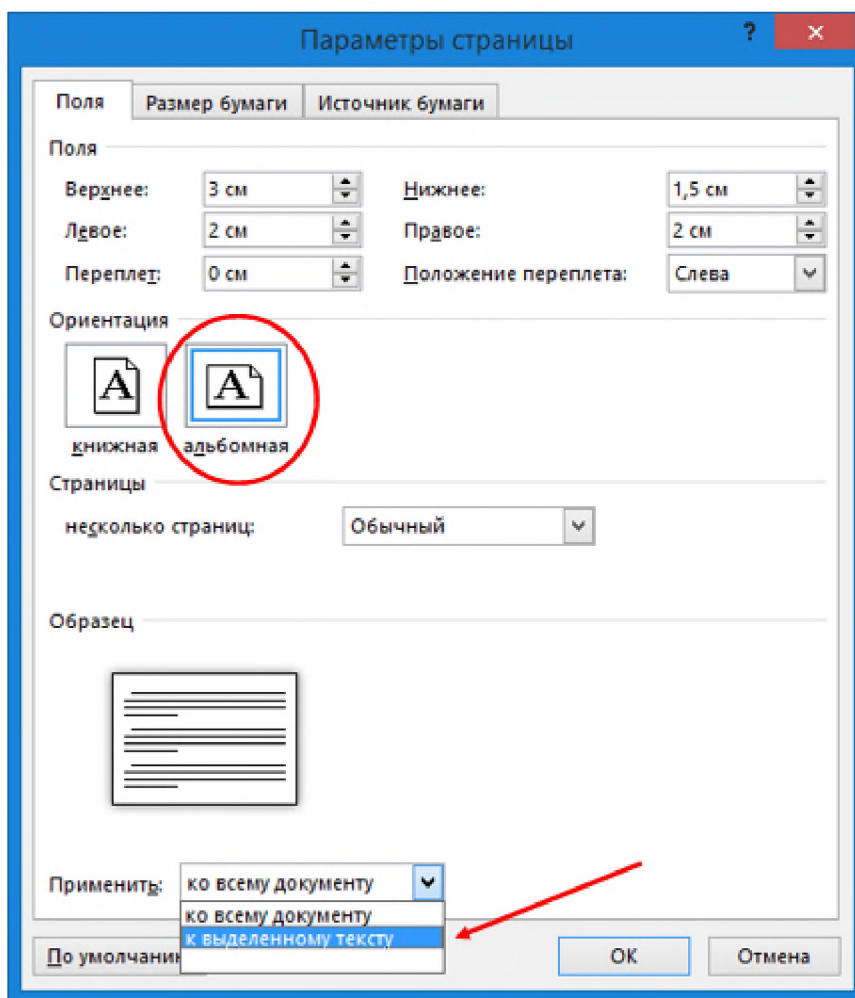 Параметры страницы ?
Поля Размер бумаги Источник бумаги
Поля
Верхнее: 3 см Нижнее: 1,5 см
Левое: 2 см Правое: 2 см
Переплет: 0 см Положение переплета: Слева
Ориентация
A A
книжная альбомная
Страницы
несколько страниц: Обычный
Образец
Применить: ко всему документу
ко всему документу
к выделенному тексту
По умолчани ОК Отмена